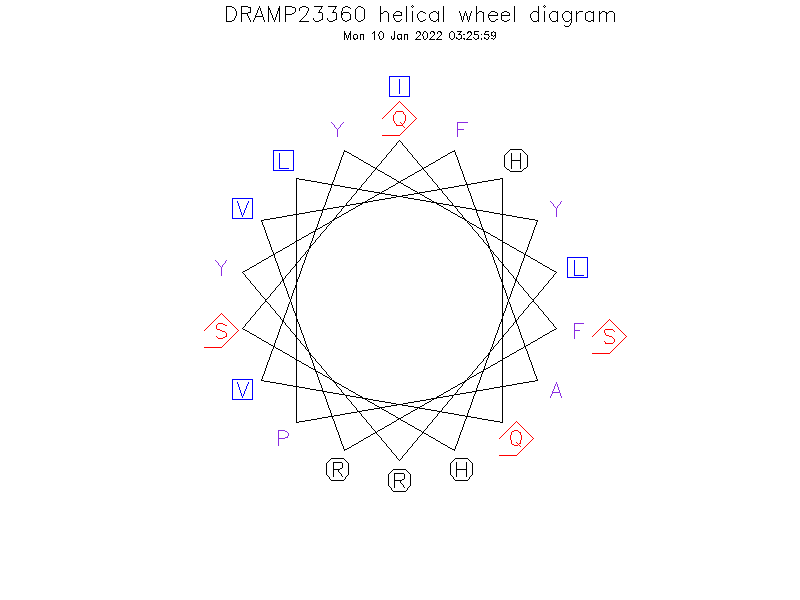 DRAMP23360 helical wheel diagram
Mon 10 Jan 2022 03:25:59
I
Q
Y F
L H
V Y
Y L
S F S
V A
P Q
R R H